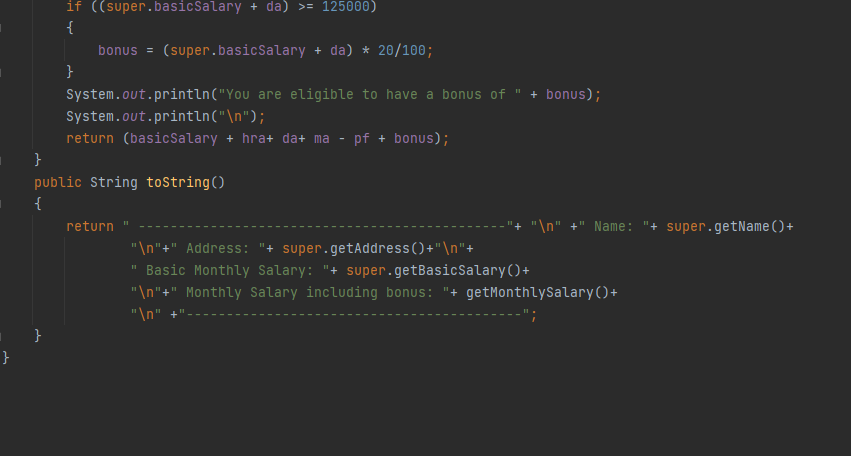 if ((super.basicSalary + da) >= 125000)
{
bonus = (super.basicSalary + da) * 20/100;
}
System.out.println("You are eligible to have a bonus of " + bonus);
System.out.println("\n");
return (basicSalary + hra+ da+ ma - pf + bonus);
}
public String toString()
{
return " ----------------------------------------------"+ "\n" +" Name: "+ super.getName()+
"\n"+" Address: "+ super.getAddress()+"\n"+
" Basic Monthly Salary: "+ super.getBasicSalary()+
"\n"+" Monthly Salary including bonus: "+ getMonthlySalary()+
"\n" +"------------------------------------------";
}
}